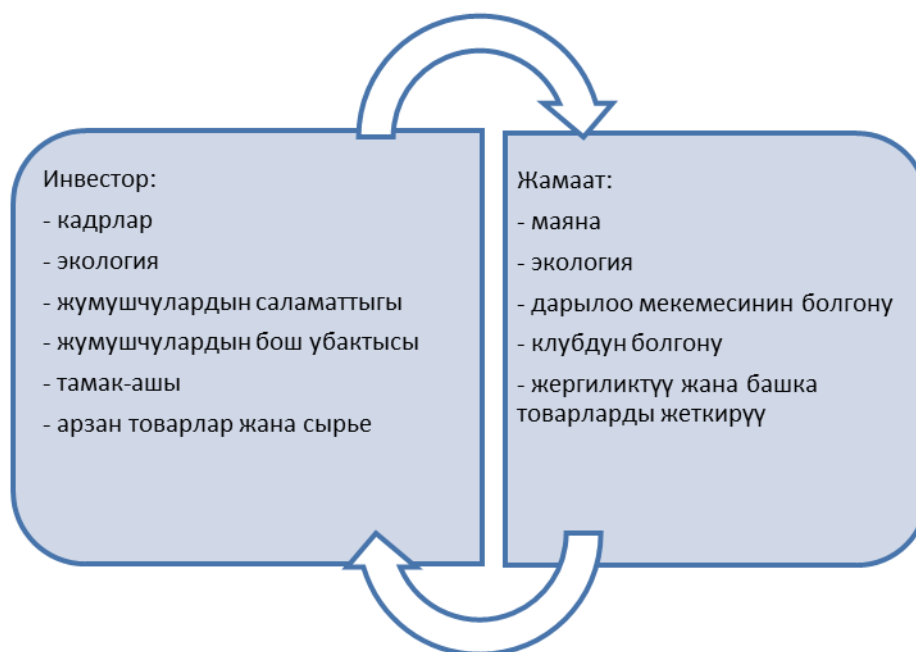 Инвестор:
- кадрлар
- экология
- жумушчулардын саламаттыгы
- жумушчулардын бош убактысы
- тамак-ашы
- арзан товарлар жана сырье
Жамаат:
- маяна
- экология
- дарылоо мекемесинин болгону
- клубдун болгону
- жергиликтүү жана башка
товарларды жеткирүү